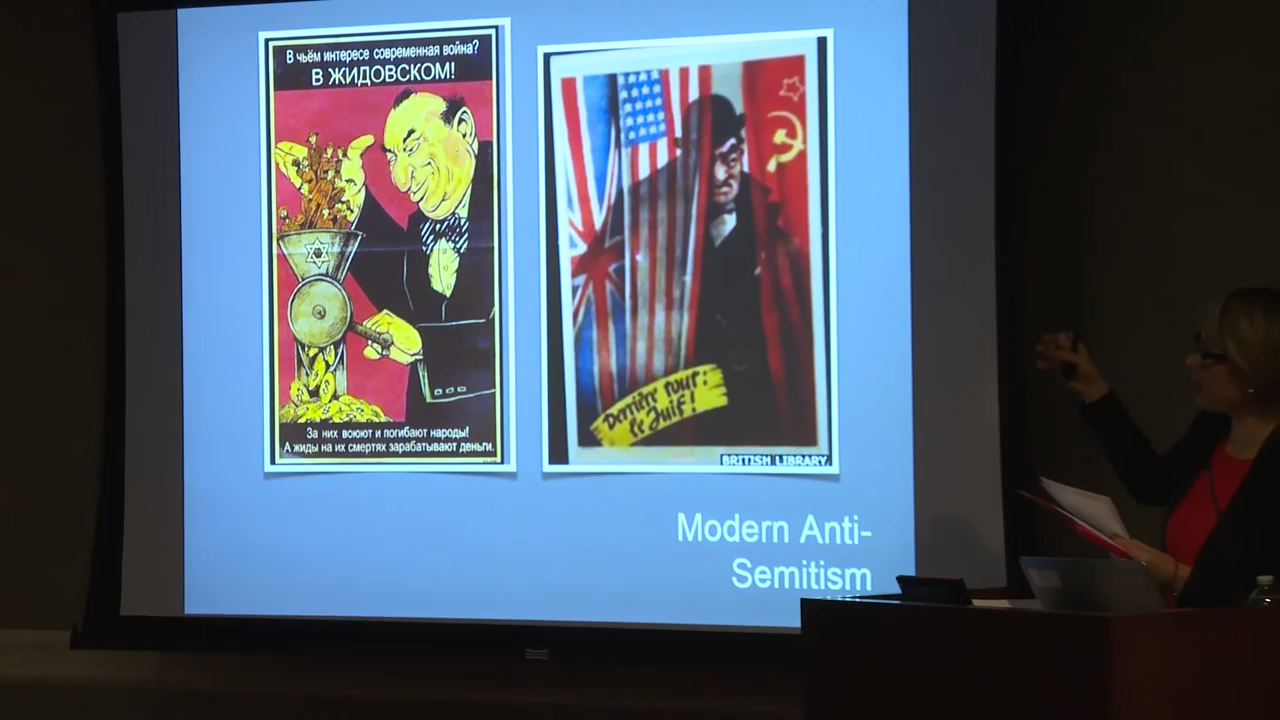 В чьём интересе современная война?
В ЖИДОВСКОМ!
За них воюют и погибают народы!
А жиды на их смертях зарабатывают деньги.
Derrière tout:
le Juif!
BRITISH LIBRARY
Modern Anti-
Semitism